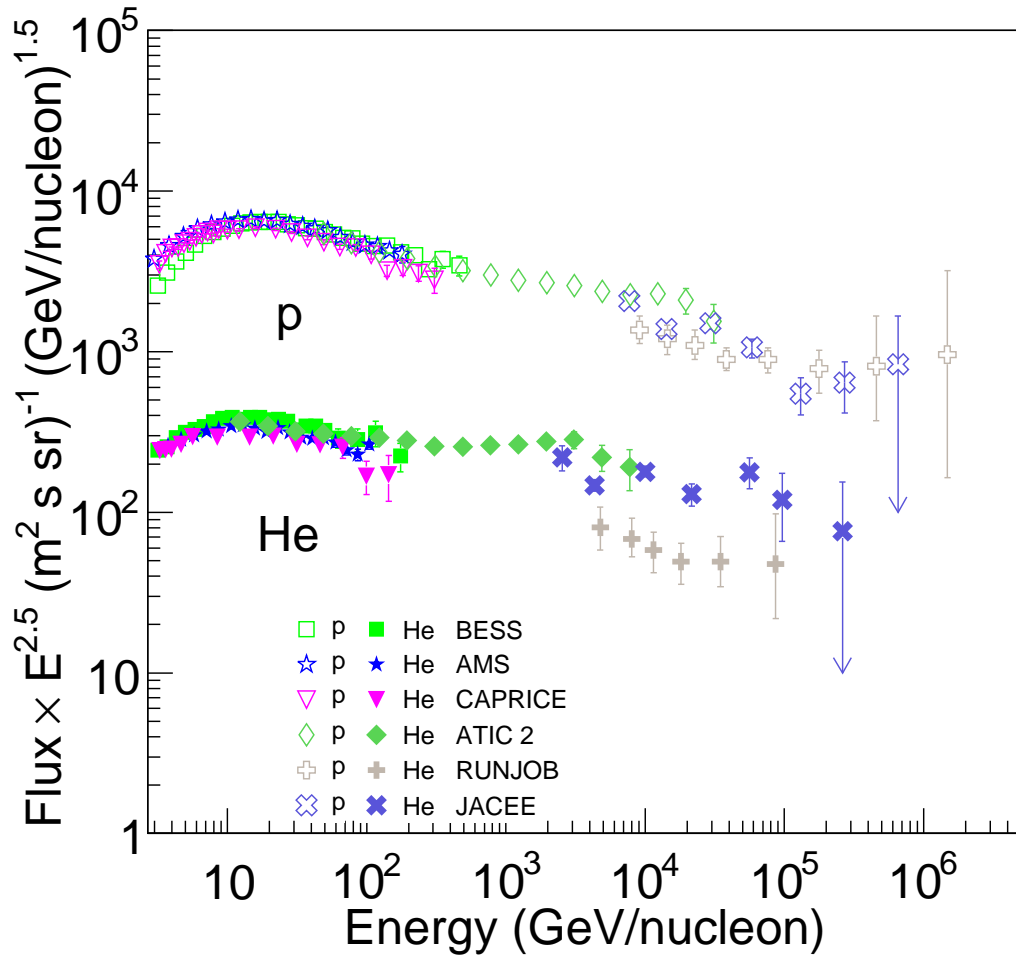 Flux × E^2.5 (m^2 s sr)^-1 (GeV/nucleon)^1.5
10^5
10^4
10^3
10^2
10
1
p
He
p He BESS
p He AMS
p He CAPRICE
p He ATIC 2
p He RUNJOB
p He JACEE
10 10^2 10^3 10^4 10^5 10^6
Energy (GeV/nucleon)